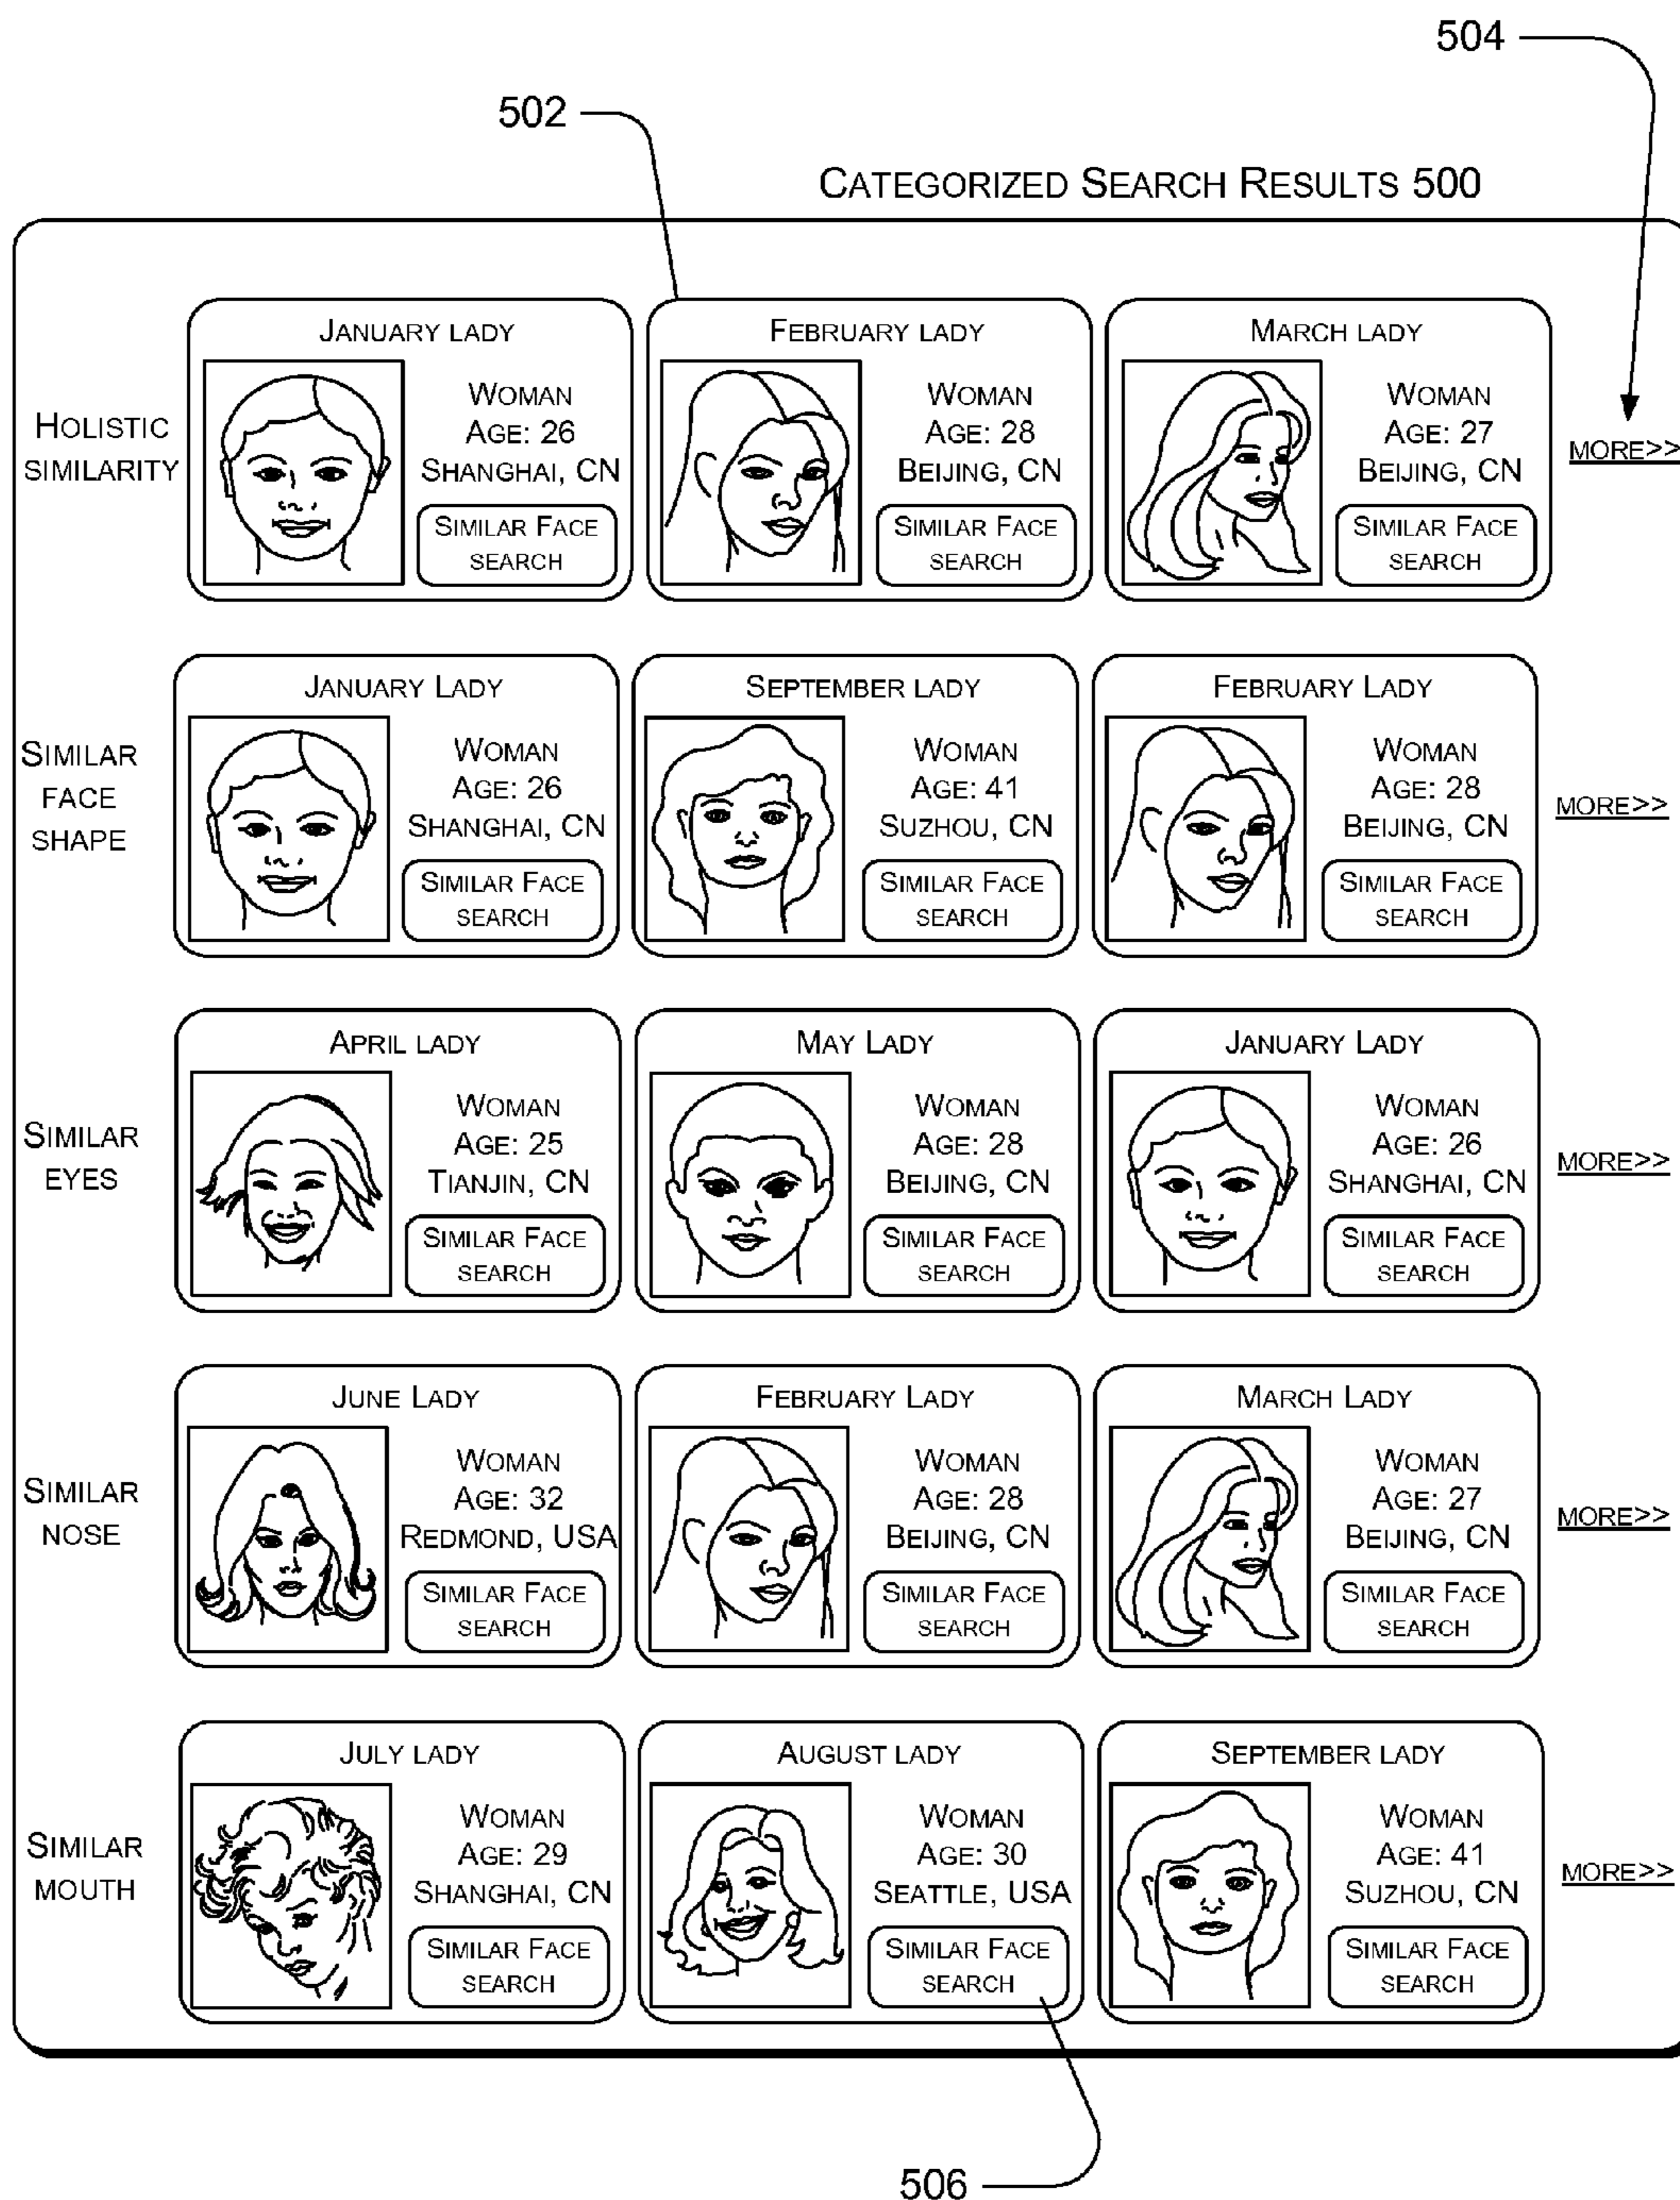 504
502
CATEGORIZED SEARCH RESULTS 500
HOLISTIC
SIMILARITY
JANUARY LADY
WOMAN
AGE: 26
SHANGHAI, CN
SIMILAR FACE
SEARCH
FEBRUARY LADY
WOMAN
AGE: 28
BEIJING, CN
SIMILAR FACE
SEARCH
MARCH LADY
WOMAN
AGE: 27
BEIJING, CN
SIMILAR FACE
SEARCH
MORE>>
SIMILAR
FACE
SHAPE
JANUARY LADY
WOMAN
AGE: 26
SHANGHAI, CN
SIMILAR FACE
SEARCH
SEPTEMBER LADY
WOMAN
AGE: 41
SUZHOU, CN
SIMILAR FACE
SEARCH
FEBRUARY LADY
WOMAN
AGE: 28
BEIJING, CN
SIMILAR FACE
SEARCH
MORE>>
SIMILAR
EYES
APRIL LADY
WOMAN
AGE: 25
TIANJIN, CN
SIMILAR FACE
SEARCH
MAY LADY
WOMAN
AGE: 28
BEIJING, CN
SIMILAR FACE
SEARCH
JANUARY LADY
WOMAN
AGE: 26
SHANGHAI, CN
SIMILAR FACE
SEARCH
MORE>>
SIMILAR
NOSE
JUNE LADY
WOMAN
AGE: 32
REDMOND, USA
SIMILAR FACE
SEARCH
FEBRUARY LADY
WOMAN
AGE: 28
BEIJING, CN
SIMILAR FACE
SEARCH
MARCH LADY
WOMAN
AGE: 27
BEIJING, CN
SIMILAR FACE
SEARCH
MORE>>
SIMILAR
MOUTH
JULY LADY
WOMAN
AGE: 29
SHANGHAI, CN
SIMILAR FACE
SEARCH
AUGUST LADY
WOMAN
AGE: 30
SEATTLE, USA
SIMILAR FACE
SEARCH
SEPTEMBER LADY
WOMAN
AGE: 41
SUZHOU, CN
SIMILAR FACE
SEARCH
MORE>>
506